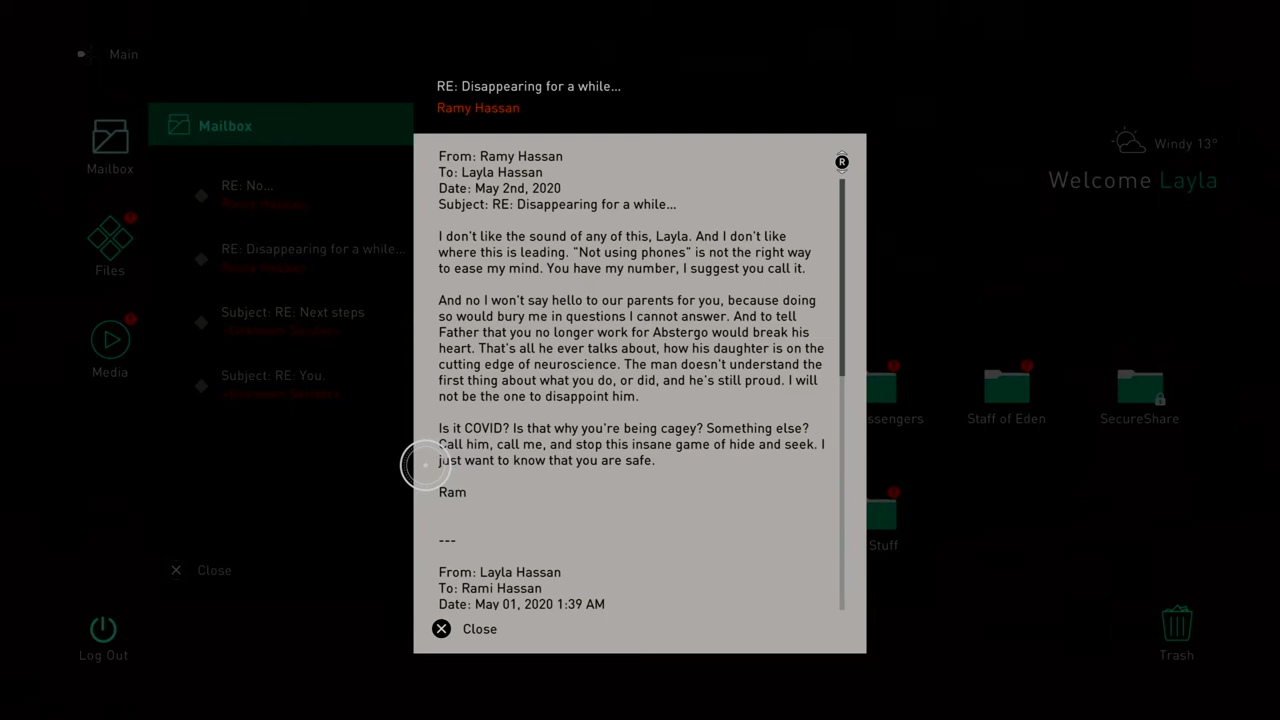 Main
RE: Disappearing for a while...
Ramy Hassan
Mailbox
Mailbox
RE: No...
RE: Disappearing for a while...
Subject: RE: Next steps
Subject: RE: You.
Files
Media
Close
Log Out
From: Ramy Hassan
To: Layla Hassan
Date: May 2nd, 2020
Subject: RE: Disappearing for a while...
R
I don't like the sound of any of this, Layla. And I don't like
where this is leading. "Not using phones" is not the right way
to ease my mind. You have my number, I suggest you call it.
And no I won't say hello to our parents for you, because doing
so would bury me in questions I cannot answer. And to tell
Father that you no longer work for Abstergo would break his
heart. That's all he ever talks about, how his daughter is on the
cutting edge of neuroscience. The man doesn't understand the
first thing about what you do, or did, and he's still proud. I will
not be the one to disappoint him.
Is it COVID? Is that why you're being cagey? Something else?
Call him, call me, and stop this insane game of hide and seek. I
just want to know that you are safe.
Ram
---
From: Layla Hassan
To: Rami Hassan
Date: May 01, 2020 1:39 AM
Close
Windy 13°
Welcome Layla
ssengers
Staff of Eden
SecureShare
Stuff
Trash